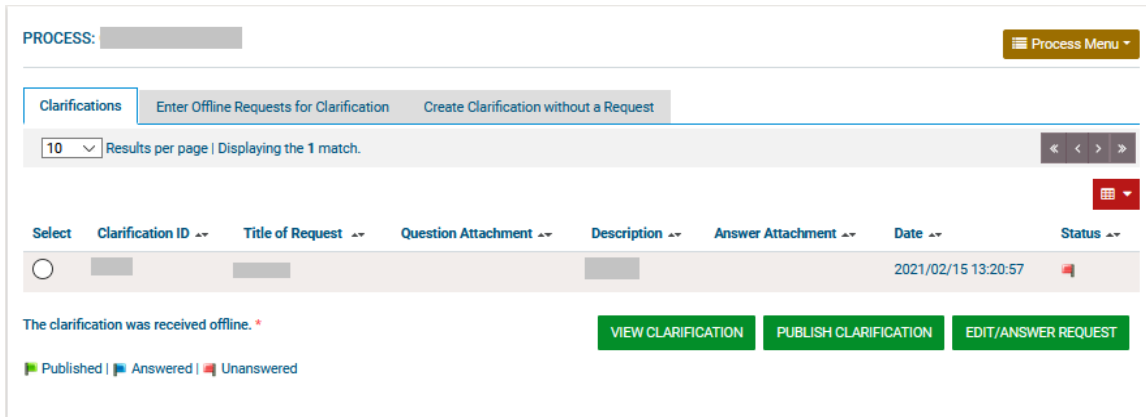 PROCESS:
Process Menu
Clarifications Enter Offline Requests for Clarification Create Clarification without a Request
10 Results per page | Displaying the 1 match.
« < > »
Select Clarification ID Title of Request Question Attachment Description Answer Attachment Date Status
2021/02/15 13:20:57
The clarification was received offline. *
VIEW CLARIFICATION PUBLISH CLARIFICATION EDIT/ANSWER REQUEST
Published | Answered | Unanswered